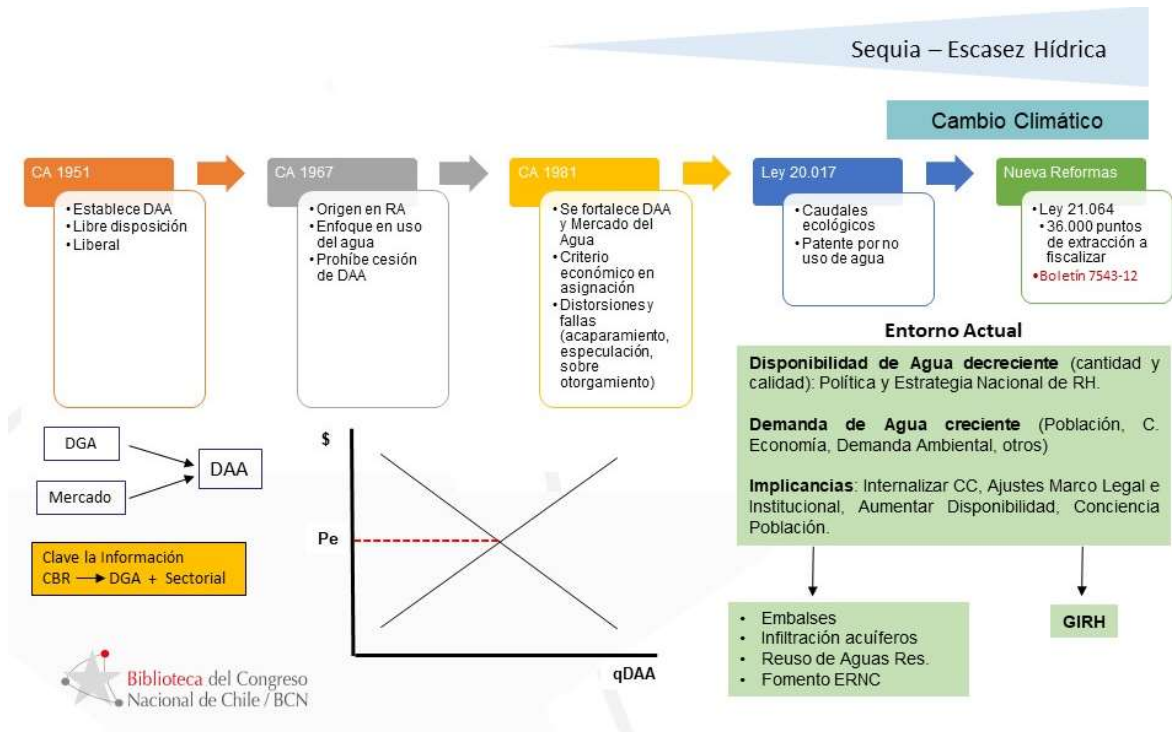 Sequia – Escasez Hídrica
Cambio Climático
CA 1951
• Establece DAA
• Libre disposición
• Liberal
CA 1967
• Origen en RA
• Enfoque en uso
del agua
• Prohíbe cesión
de DAA
CA 1981
• Se fortalece DAA
y Mercado del
Agua
• Criterio
económico en
asignación
• Distorsiones y
fallas
(acaparamiento,
especulación,
sobre
otorgamiento)
Ley 20.017
• Caudales
ecológicos
• Patente por no
uso de agua
Nueva Reformas
• Ley 21.064
• 36.000 puntos
de extracción a
fiscalizar
• Boletín 7543-12
DGA
Mercado
DAA
Clave la Información
CBR → DGA + Sectorial
$
Pe
qDAA
Entorno Actual
Disponibilidad de Agua decreciente (cantidad y
calidad): Política y Estrategia Nacional de RH.
Demanda de Agua creciente (Población, C.
Economía, Demanda Ambiental, otros)
Implicancias: Internalizar CC, Ajustes Marco Legal e
Institucional, Aumentar Disponibilidad, Conciencia
Población.
• Embalses
• Infiltración acuíferos
• Reuso de Aguas Res.
• Fomento ERNC
GIRH
Biblioteca del Congreso
Nacional de Chile / BCN